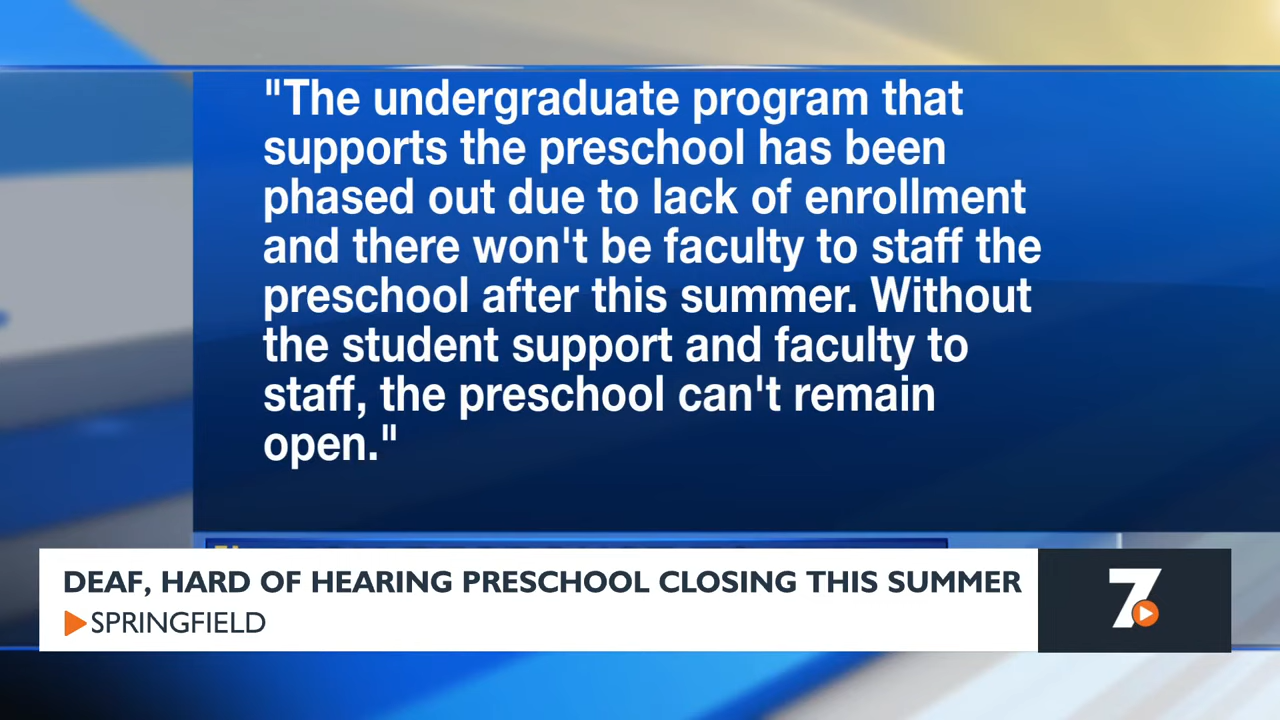 "The undergraduate program that
supports the preschool has been
phased out due to lack of enrollment
and there won't be faculty to staff the
preschool after this summer. Without
the student support and faculty to
staff, the preschool can't remain
open."
DEAF, HARD OF HEARING PRESCHOOL CLOSING THIS SUMMER
SPRINGFIELD
7